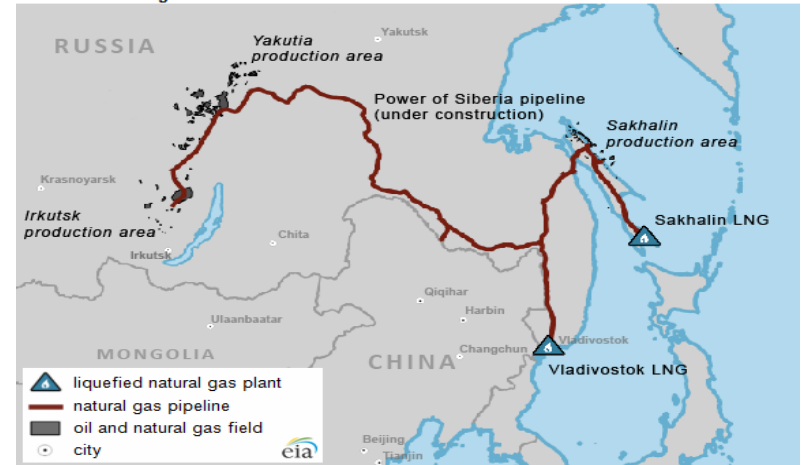 RUSSIA
Yakutia
production area
Yakutsk
Power of Siberia pipeline
(under construction)
Sakhalin
production area
Krasnoyarsk
Irkutsk
production area
Sakhalin LNG
Chita
Irkutsk
Qiqihar
Harbin
Ulaanbaatar
Vladivostok
MONGOLIA
CHINA
Changchun
Vladivostok LNG
liquefied natural gas plant
natural gas pipeline
oil and natural gas field
city
eia
Beijing
Tianjin